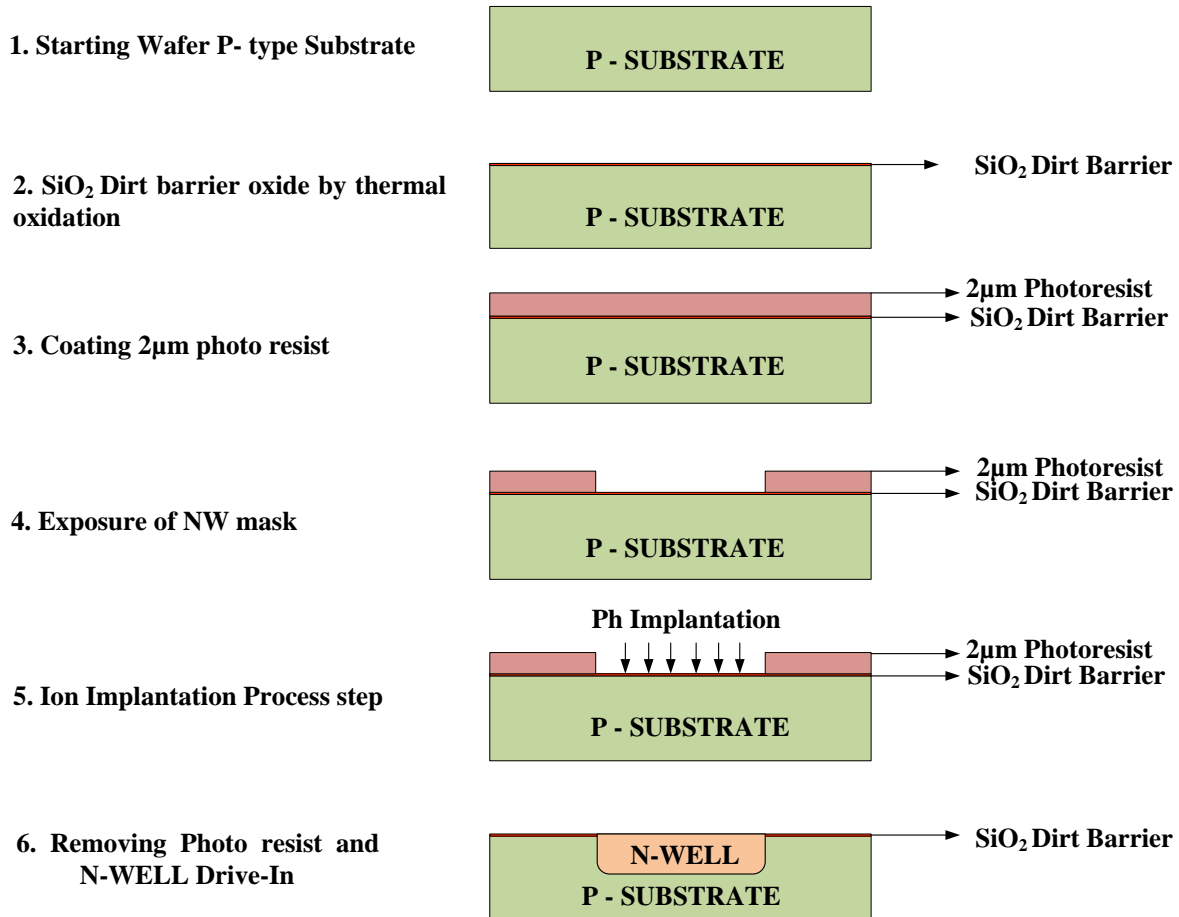 1. Starting Wafer P- type Substrate
P - SUBSTRATE
2. SiO₂ Dirt barrier oxide by thermal
oxidation
SiO₂ Dirt Barrier
P - SUBSTRATE
3. Coating 2μm photo resist
2μm Photoresist
SiO₂ Dirt Barrier
P - SUBSTRATE
4. Exposure of NW mask
2μm Photoresist
SiO₂ Dirt Barrier
P - SUBSTRATE
5. Ion Implantation Process step
Ph Implantation
2μm Photoresist
SiO₂ Dirt Barrier
P - SUBSTRATE
6. Removing Photo resist and
N-WELL Drive-In
SiO₂ Dirt Barrier
N-WELL
P - SUBSTRATE